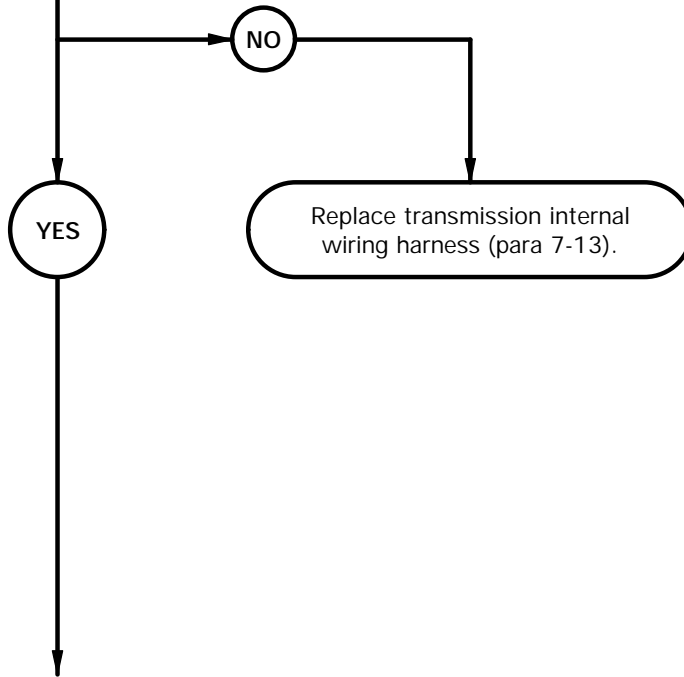 NO
YES
Replace transmission internal
wiring harness (para 7-13).